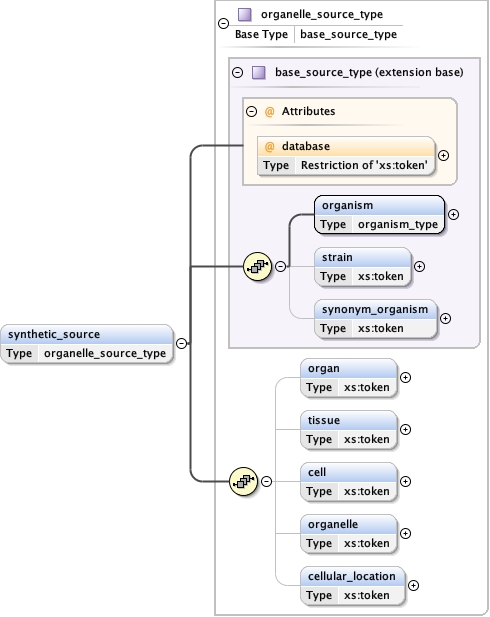 organelle_source_type
Base Type base_source_type
base_source_type (extension base)
@ Attributes
@ database
Type Restriction of 'xs:token'
organism
Type organism_type
strain
Type xs:token
synonym_organism
Type xs:token
synthetic_source
Type organelle_source_type
organ
Type xs:token
tissue
Type xs:token
cell
Type xs:token
organelle
Type xs:token
cellular_location
Type xs:token